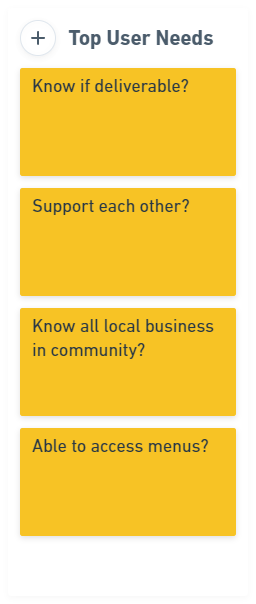 Top User Needs
Know if deliverable?
Support each other?
Know all local business
in community?
Able to access menus?